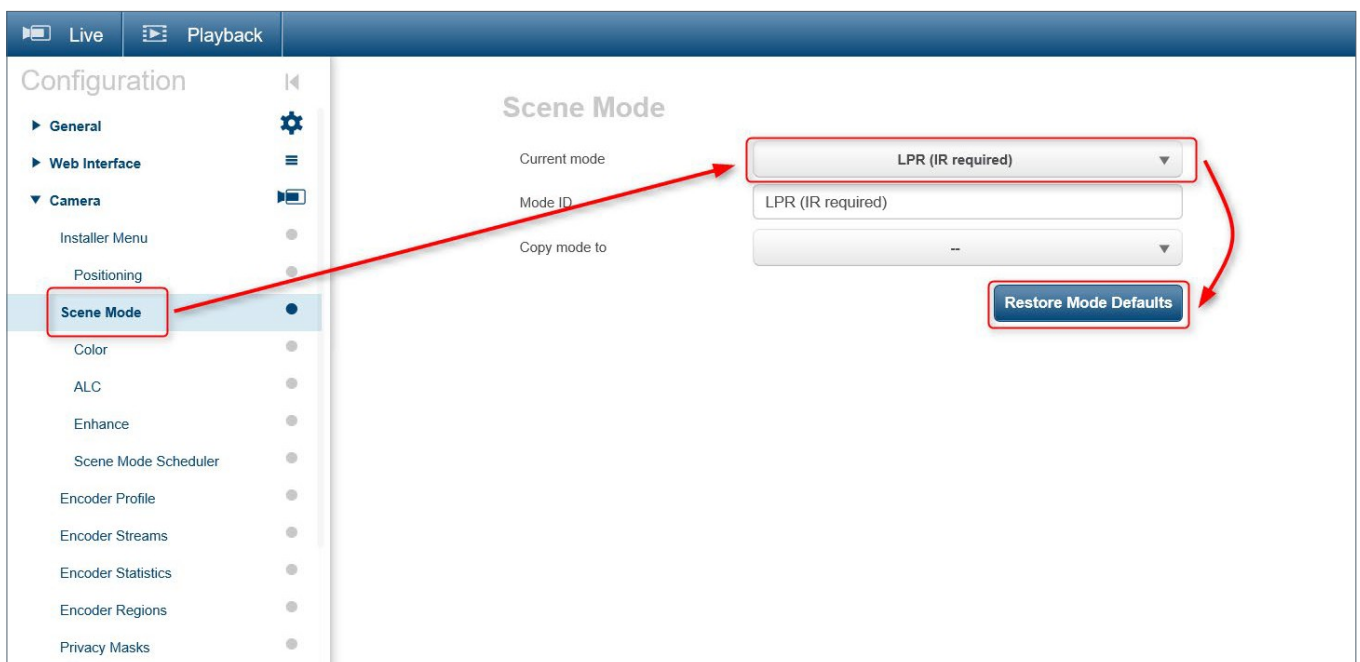 Live Playback
Configuration
General
Web Interface
Camera
Installer Menu
Positioning
Scene Mode
Color
ALC
Enhance
Scene Mode Scheduler
Encoder Profile
Encoder Streams
Encoder Statistics
Encoder Regions
Privacy Masks
Scene Mode
Current mode LPR (IR required)
Mode ID LPR (IR required)
Copy mode to --
Restore Mode Defaults